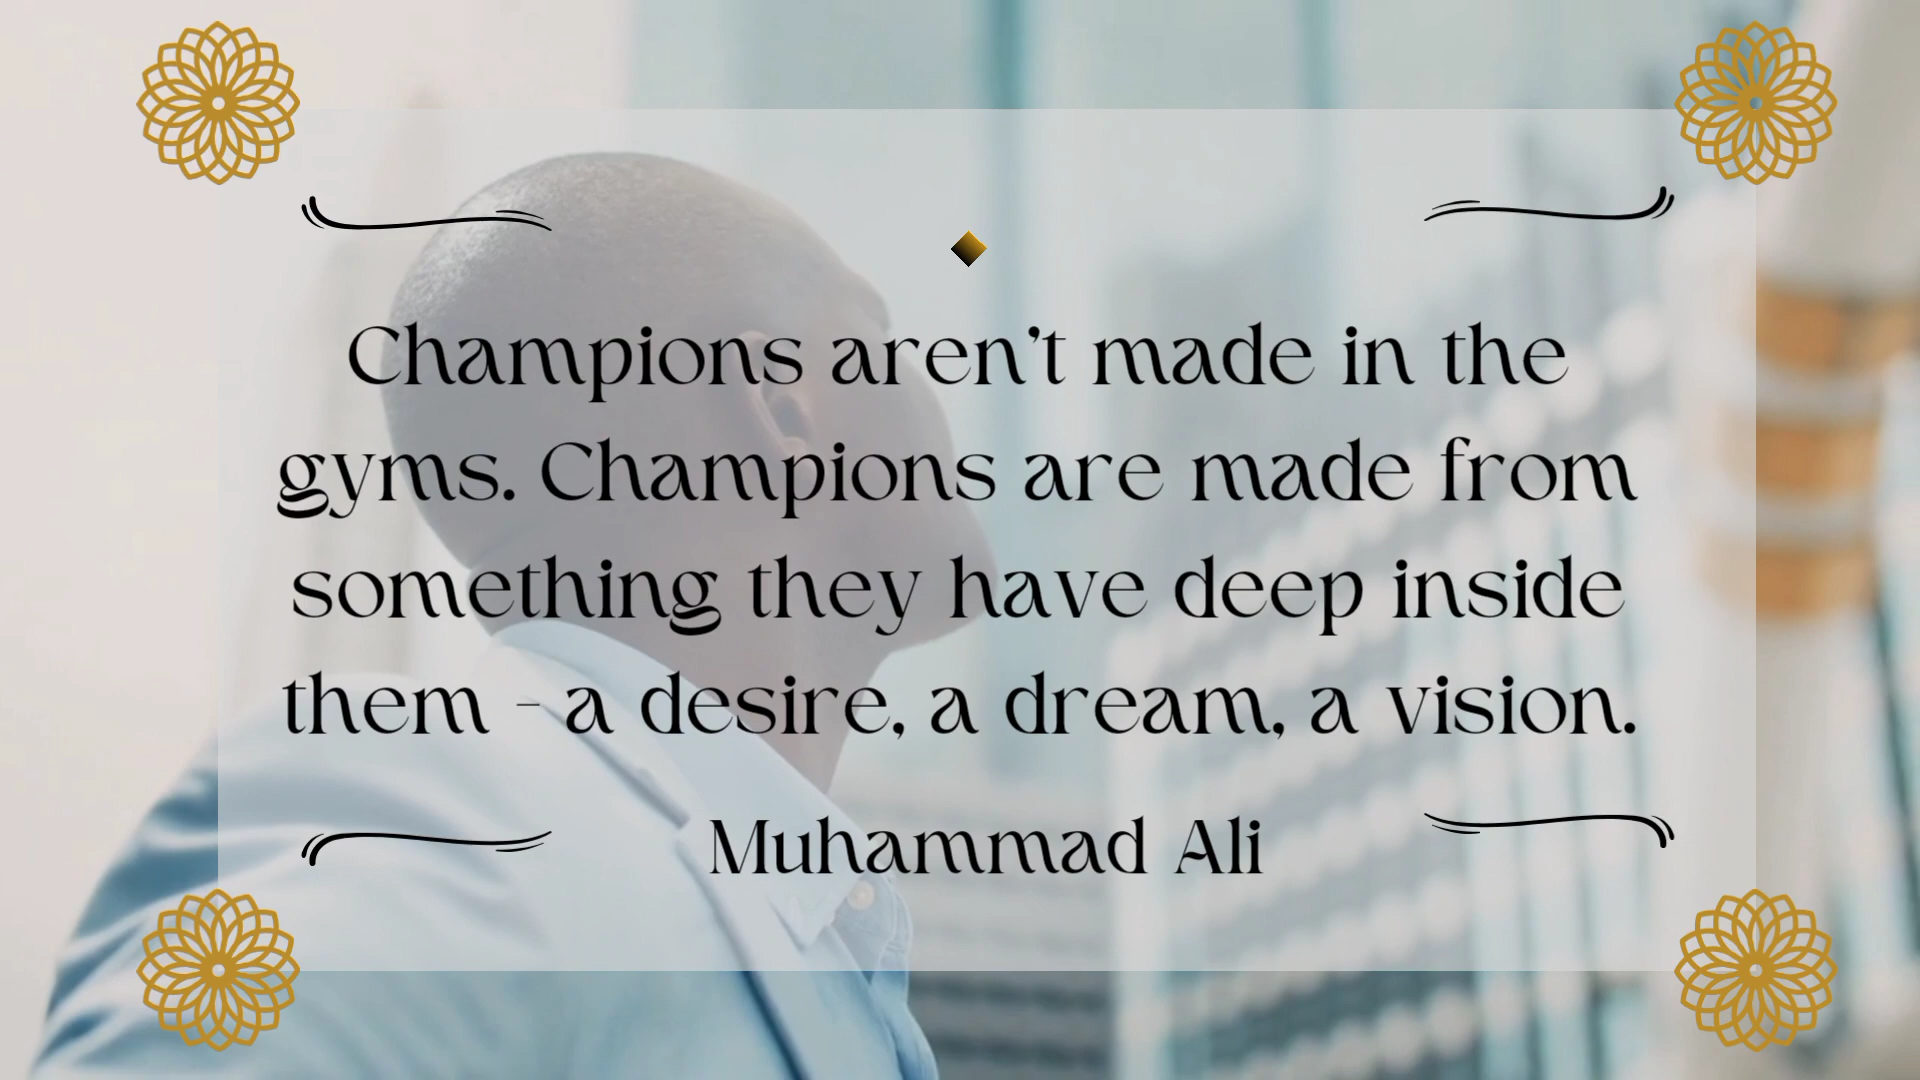 Champions aren't made in the
gyms. Champions are made from
something they have deep inside
them - a desire, a dream, a vision.
Muhammad Ali